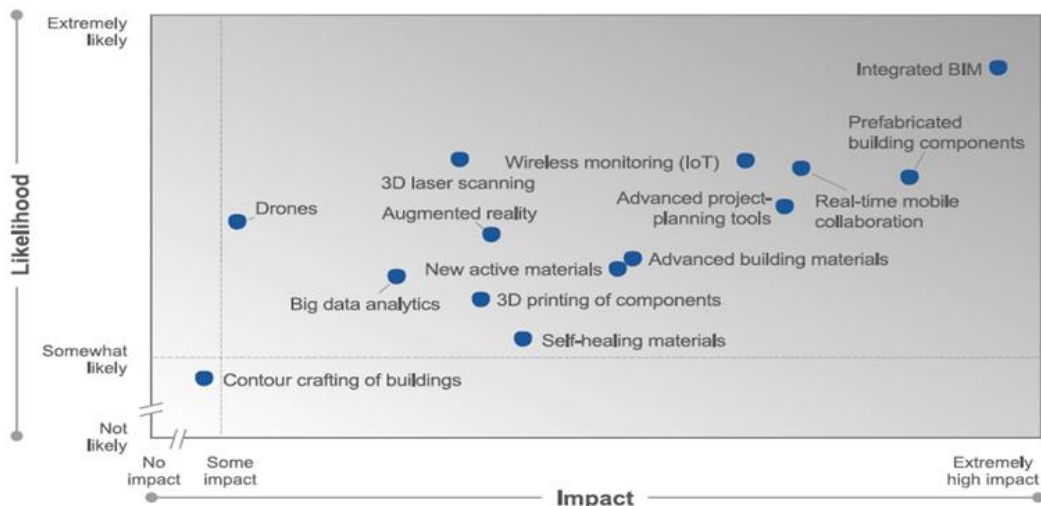 Extremely
likely
Integrated BIM
Prefabricated
building components
Wireless monitoring (IoT)
3D laser scanning
Real-time mobile
collaboration
Advanced project-
planning tools
Drones
Augmented reality
Advanced building materials
New active materials
Big data analytics
3D printing of components
Self-healing materials
Somewhat
likely
Contour crafting of buildings
Not
likely
Likelihood
No
impact
Some
impact
Extremely
high impact
Impact